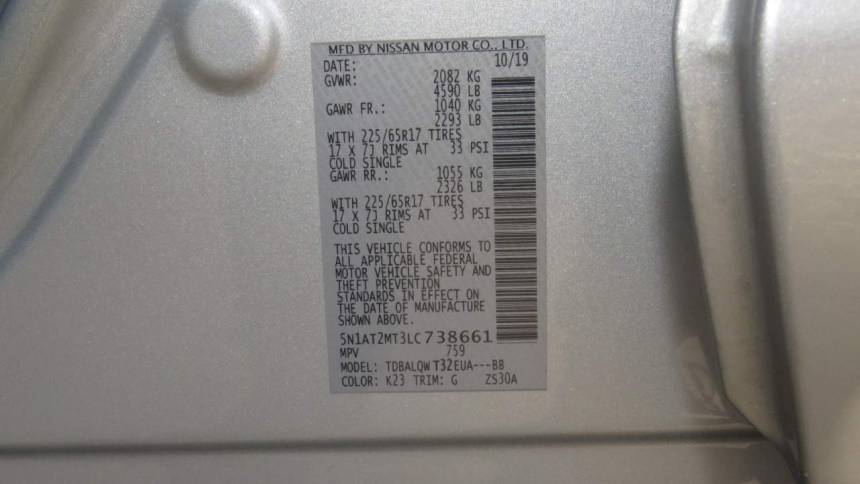 MFD BY NISSAN MOTOR CO., LTD.
DATE: 10/19
GVWR: 2082 KG
4590 LB
GAWR FR.: 1040 KG
2293 LB
WITH 225/65R17 TIRES
17 X 7J RIMS AT 33 PSI
COLD SINGLE
GAWR RR.: 1055 KG
2326 LB
WITH 225/65R17 TIRES
17 X 7J RIMS AT 33 PSI
COLD SINGLE
THIS VEHICLE CONFORMS TO
ALL APPLICABLE FEDERAL
MOTOR VEHICLE SAFETY AND
THEFT PREVENTION
STANDARDS IN EFFECT ON
THE DATE OF MANUFACTURE
SHOWN ABOVE.
5N1AT2MT3LC738661
MPV 759
MODEL: TDBALQWT32EUA---BB
COLOR: K23 TRIM: G ZS30A